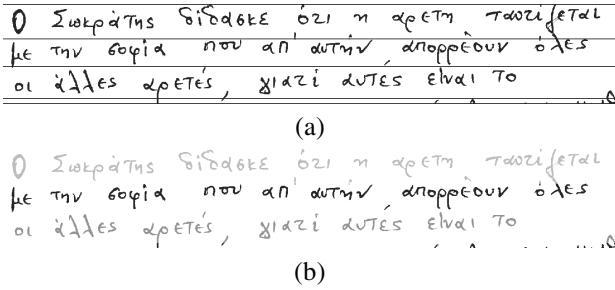 Ο Σωκράτης δίδασκε ότι η αρετη ταυτίζεται
με την σοφία που απ' αυτήν απορρέουν όλες
οι άλλες αρετές, γιατί αυτές είναι το
(a)
Ο Σωκράτης δίδασκε ότι η αρετη ταυτίζεται
με την σοφία που απ' αυτήν απορρέουν όλες
οι άλλες αρετές, γιατί αυτές είναι το
(b)